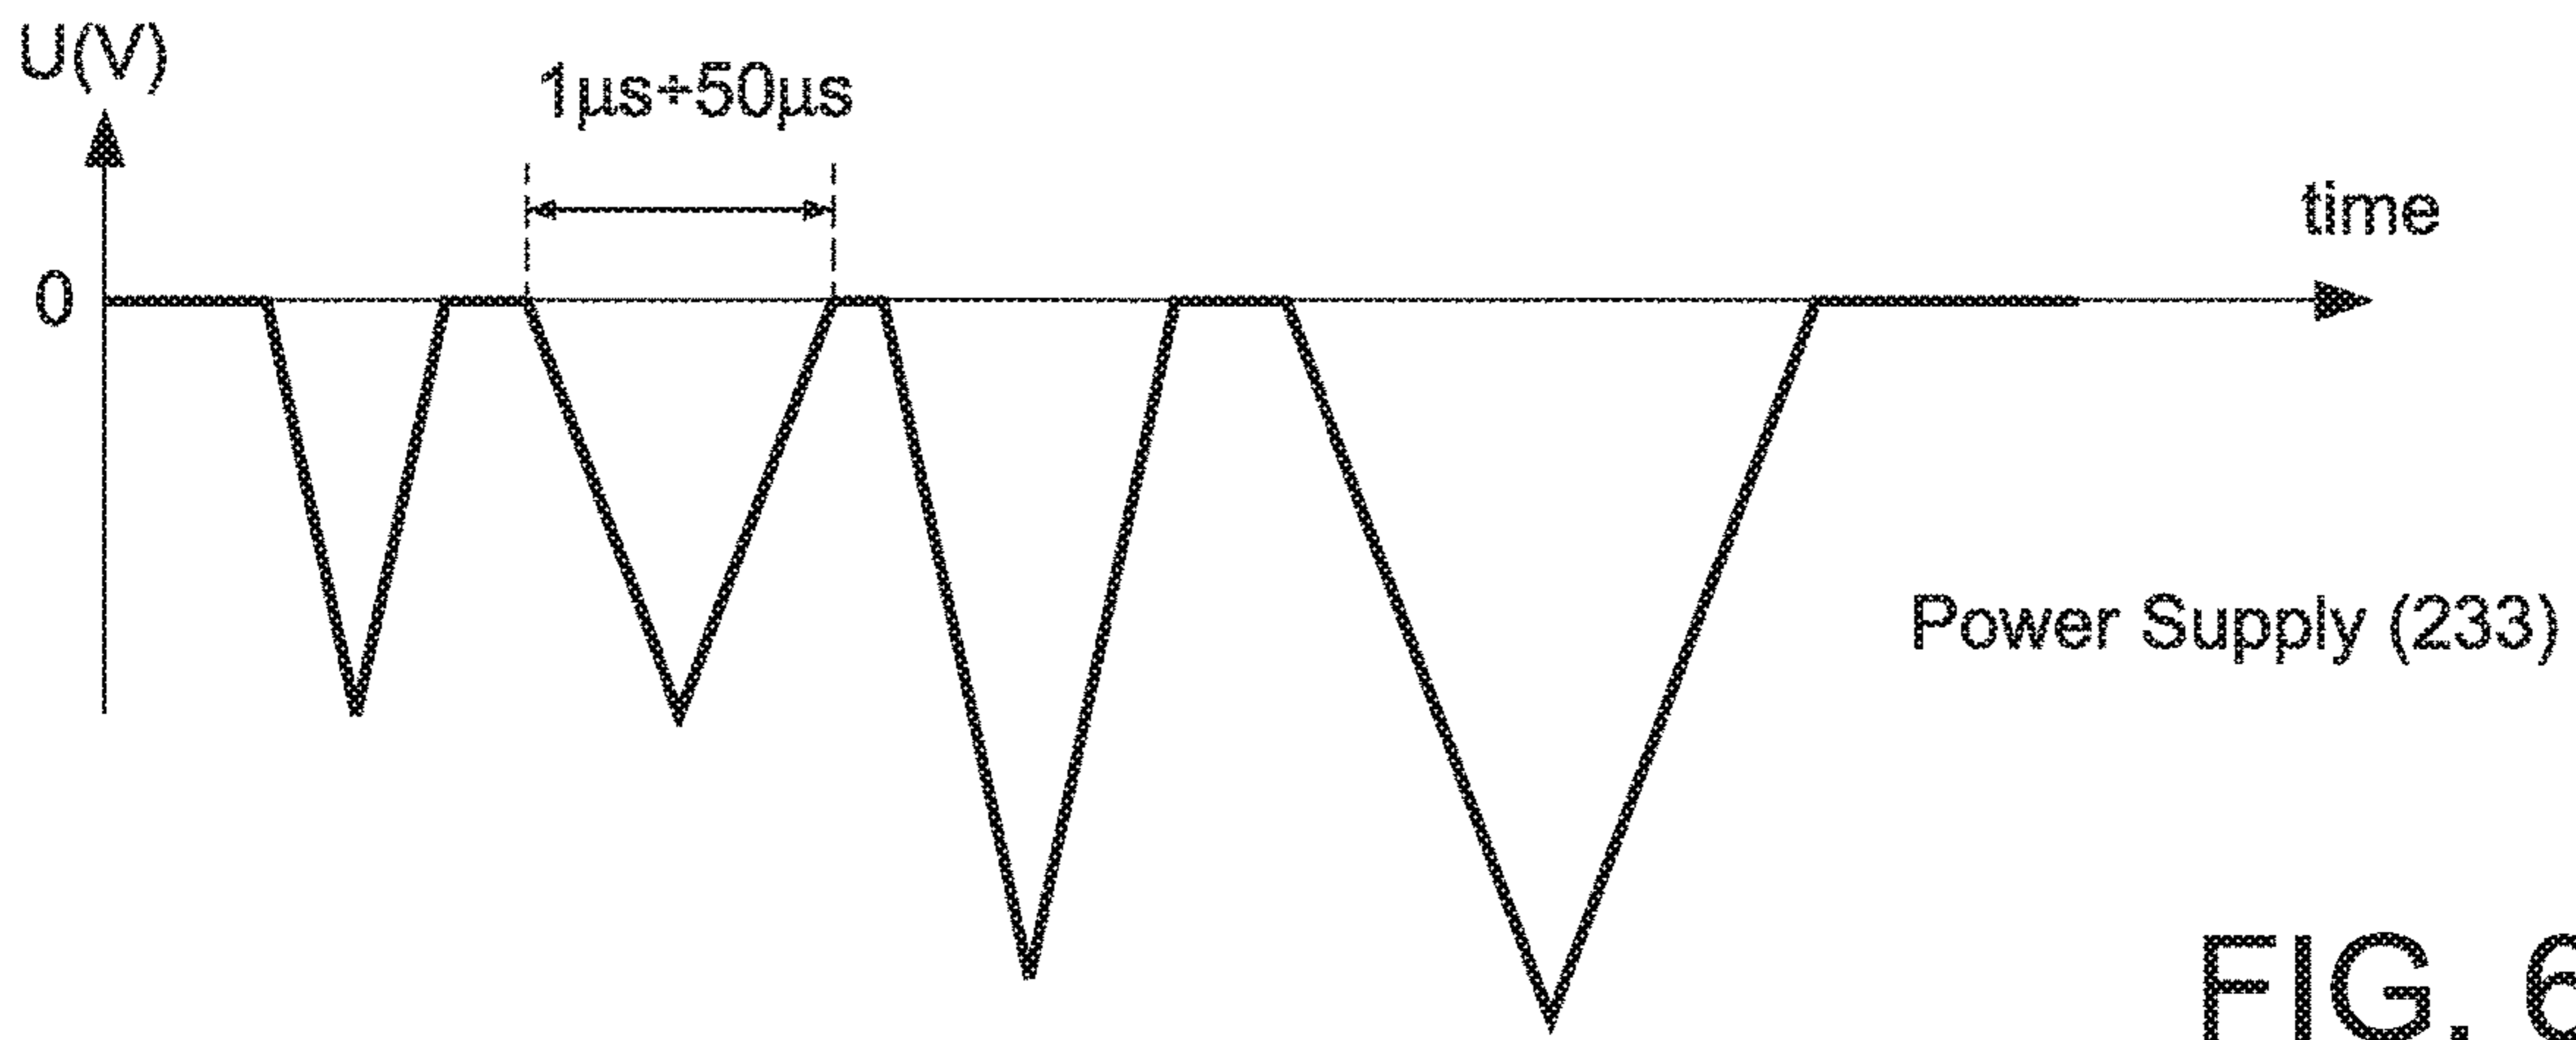 U(V)
1μs÷50μs
time
0
Power Supply (233)
FIG. 6